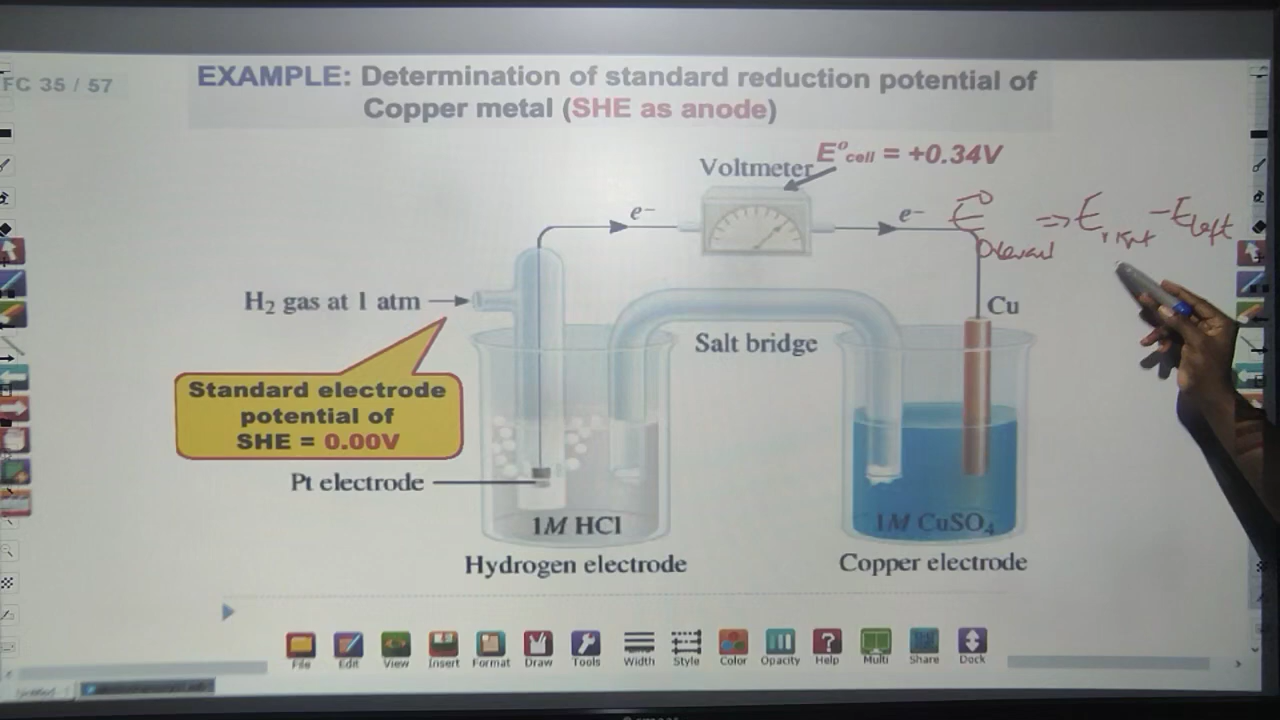 FC 35 / 57
EXAMPLE: Determination of standard reduction potential of
Copper metal (SHE as anode)
E°cell = +0.34V
Voltmeter
e⁻
e⁻
E° ⇒ E right - E left
H₂ gas at 1 atm
Cu
Salt bridge
Standard electrode
potential of
SHE = 0.00V
Pt electrode
1M HCl
1M CuSO₄
Hydrogen electrode
Copper electrode
File Edit View Insert Format Draw Tools Width Style Color Opacity Help Multi Share Dock